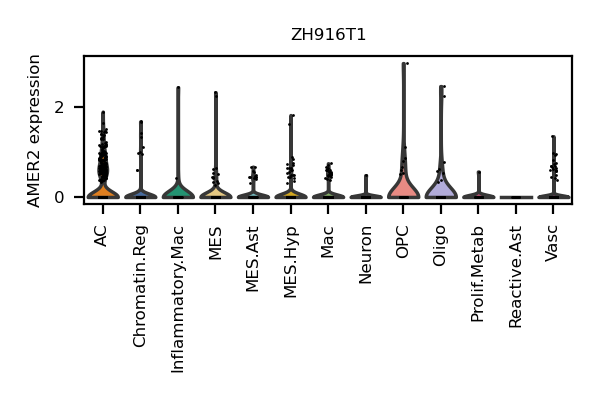 ZH916T1
AMER2 expression
2
0
AC
Chromatin.Reg
Inflammatory.Mac
MES
MES.Ast
MES.Hyp
Mac
Neuron
OPC
Oligo
Prolif.Metab
Reactive.Ast
Vasc